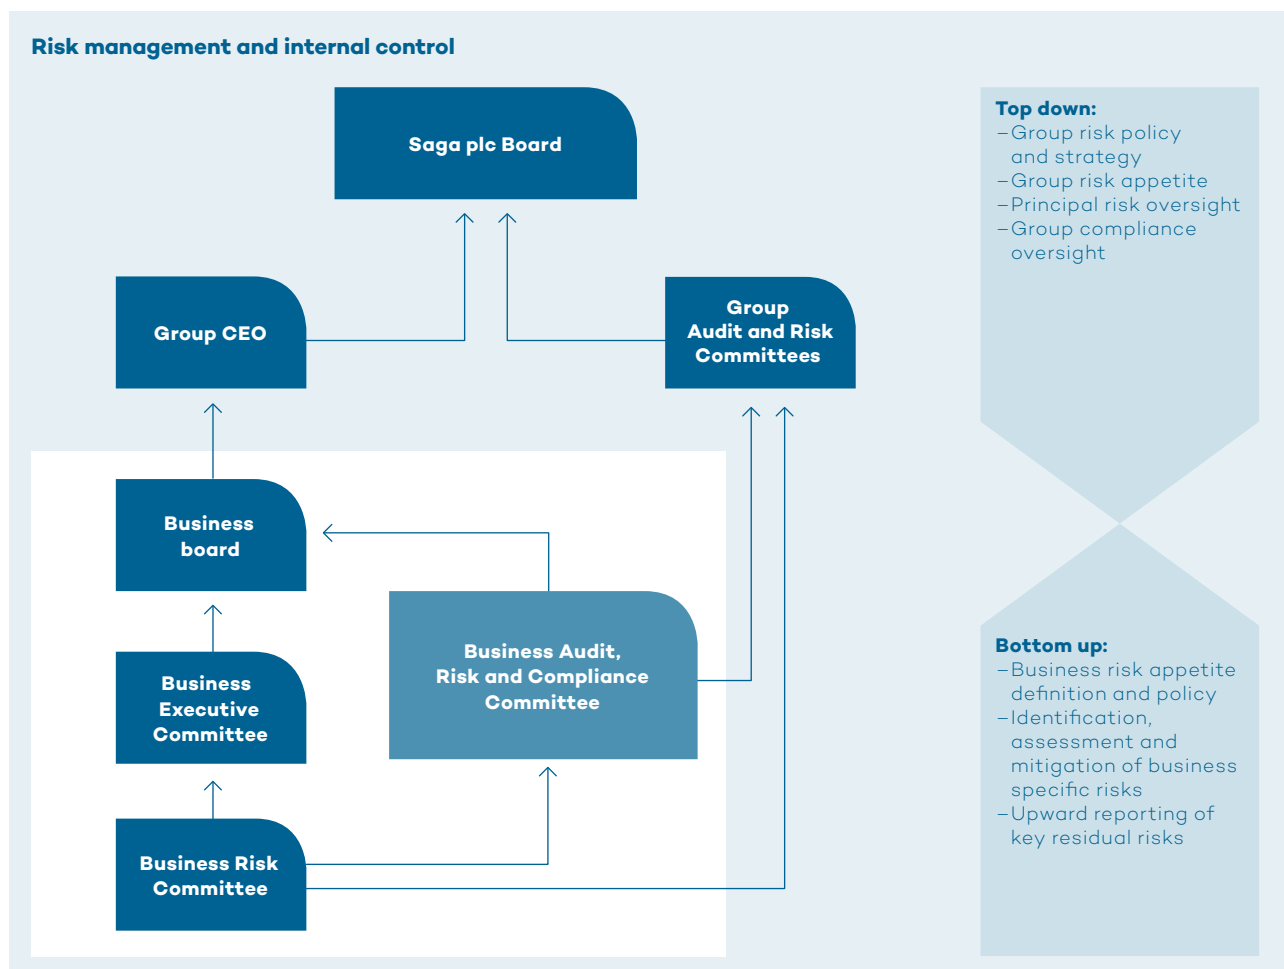 Risk management and internal control
Saga plc Board
Group CEO
Group
Audit and Risk
Committees
Business
board
Business Audit,
Risk and Compliance
Committee
Business
Executive
Committee
Business Risk
Committee
Top down:
–Group risk policy
and strategy
–Group risk appetite
–Principal risk oversight
–Group compliance
oversight
Bottom up:
–Business risk appetite
definition and policy
–Identification,
assessment and
mitigation of business
specific risks
–Upward reporting of
key residual risks